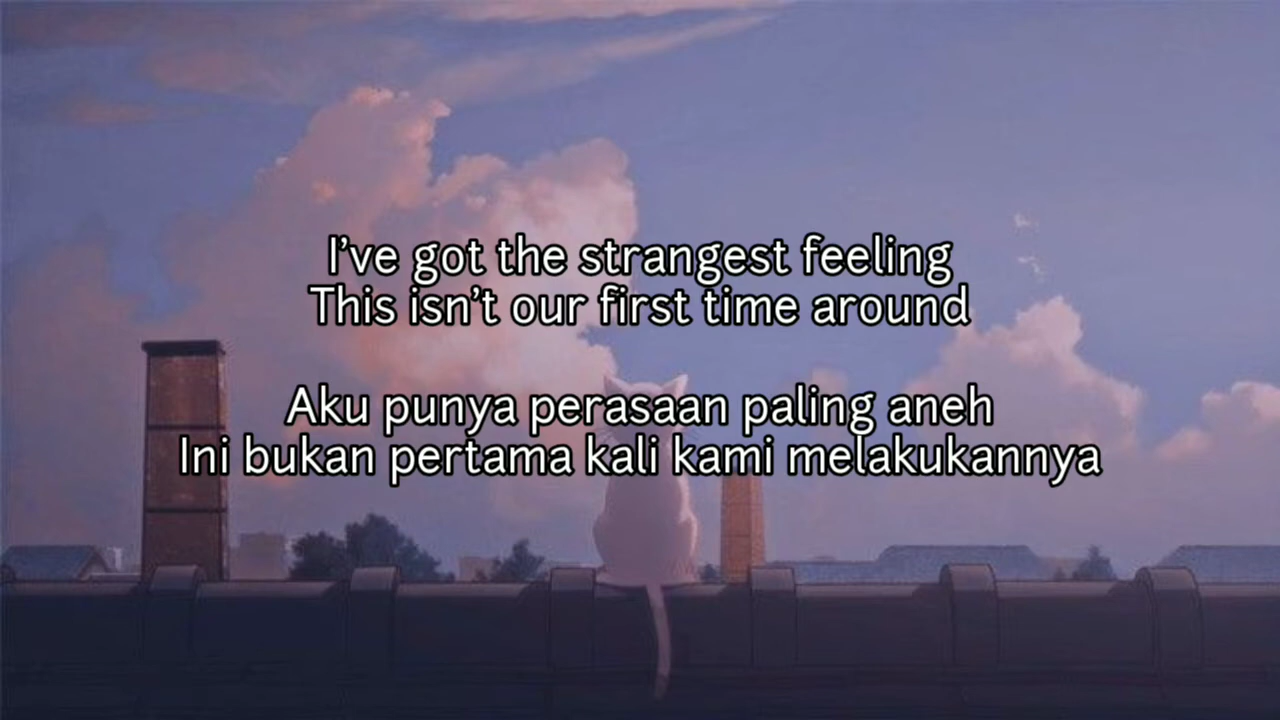 I’ve got the strangest feeling
This isn’t our first time around
Aku punya perasaan paling aneh
Ini bukan pertama kali kami melakukannya